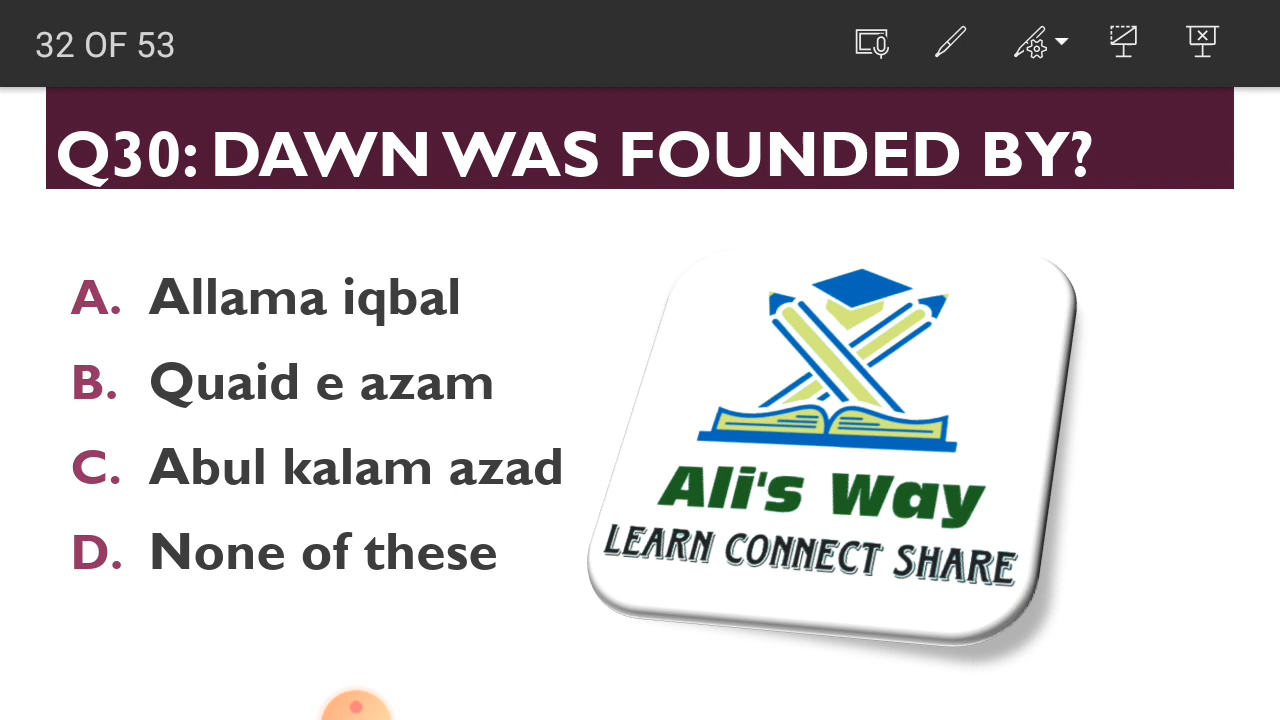 32 OF 53
Q30: DAWN WAS FOUNDED BY?
A. Allama iqbal
B. Quaid e azam
C. Abul kalam azad
D. None of these
Ali's Way
LEARN CONNECT SHARE